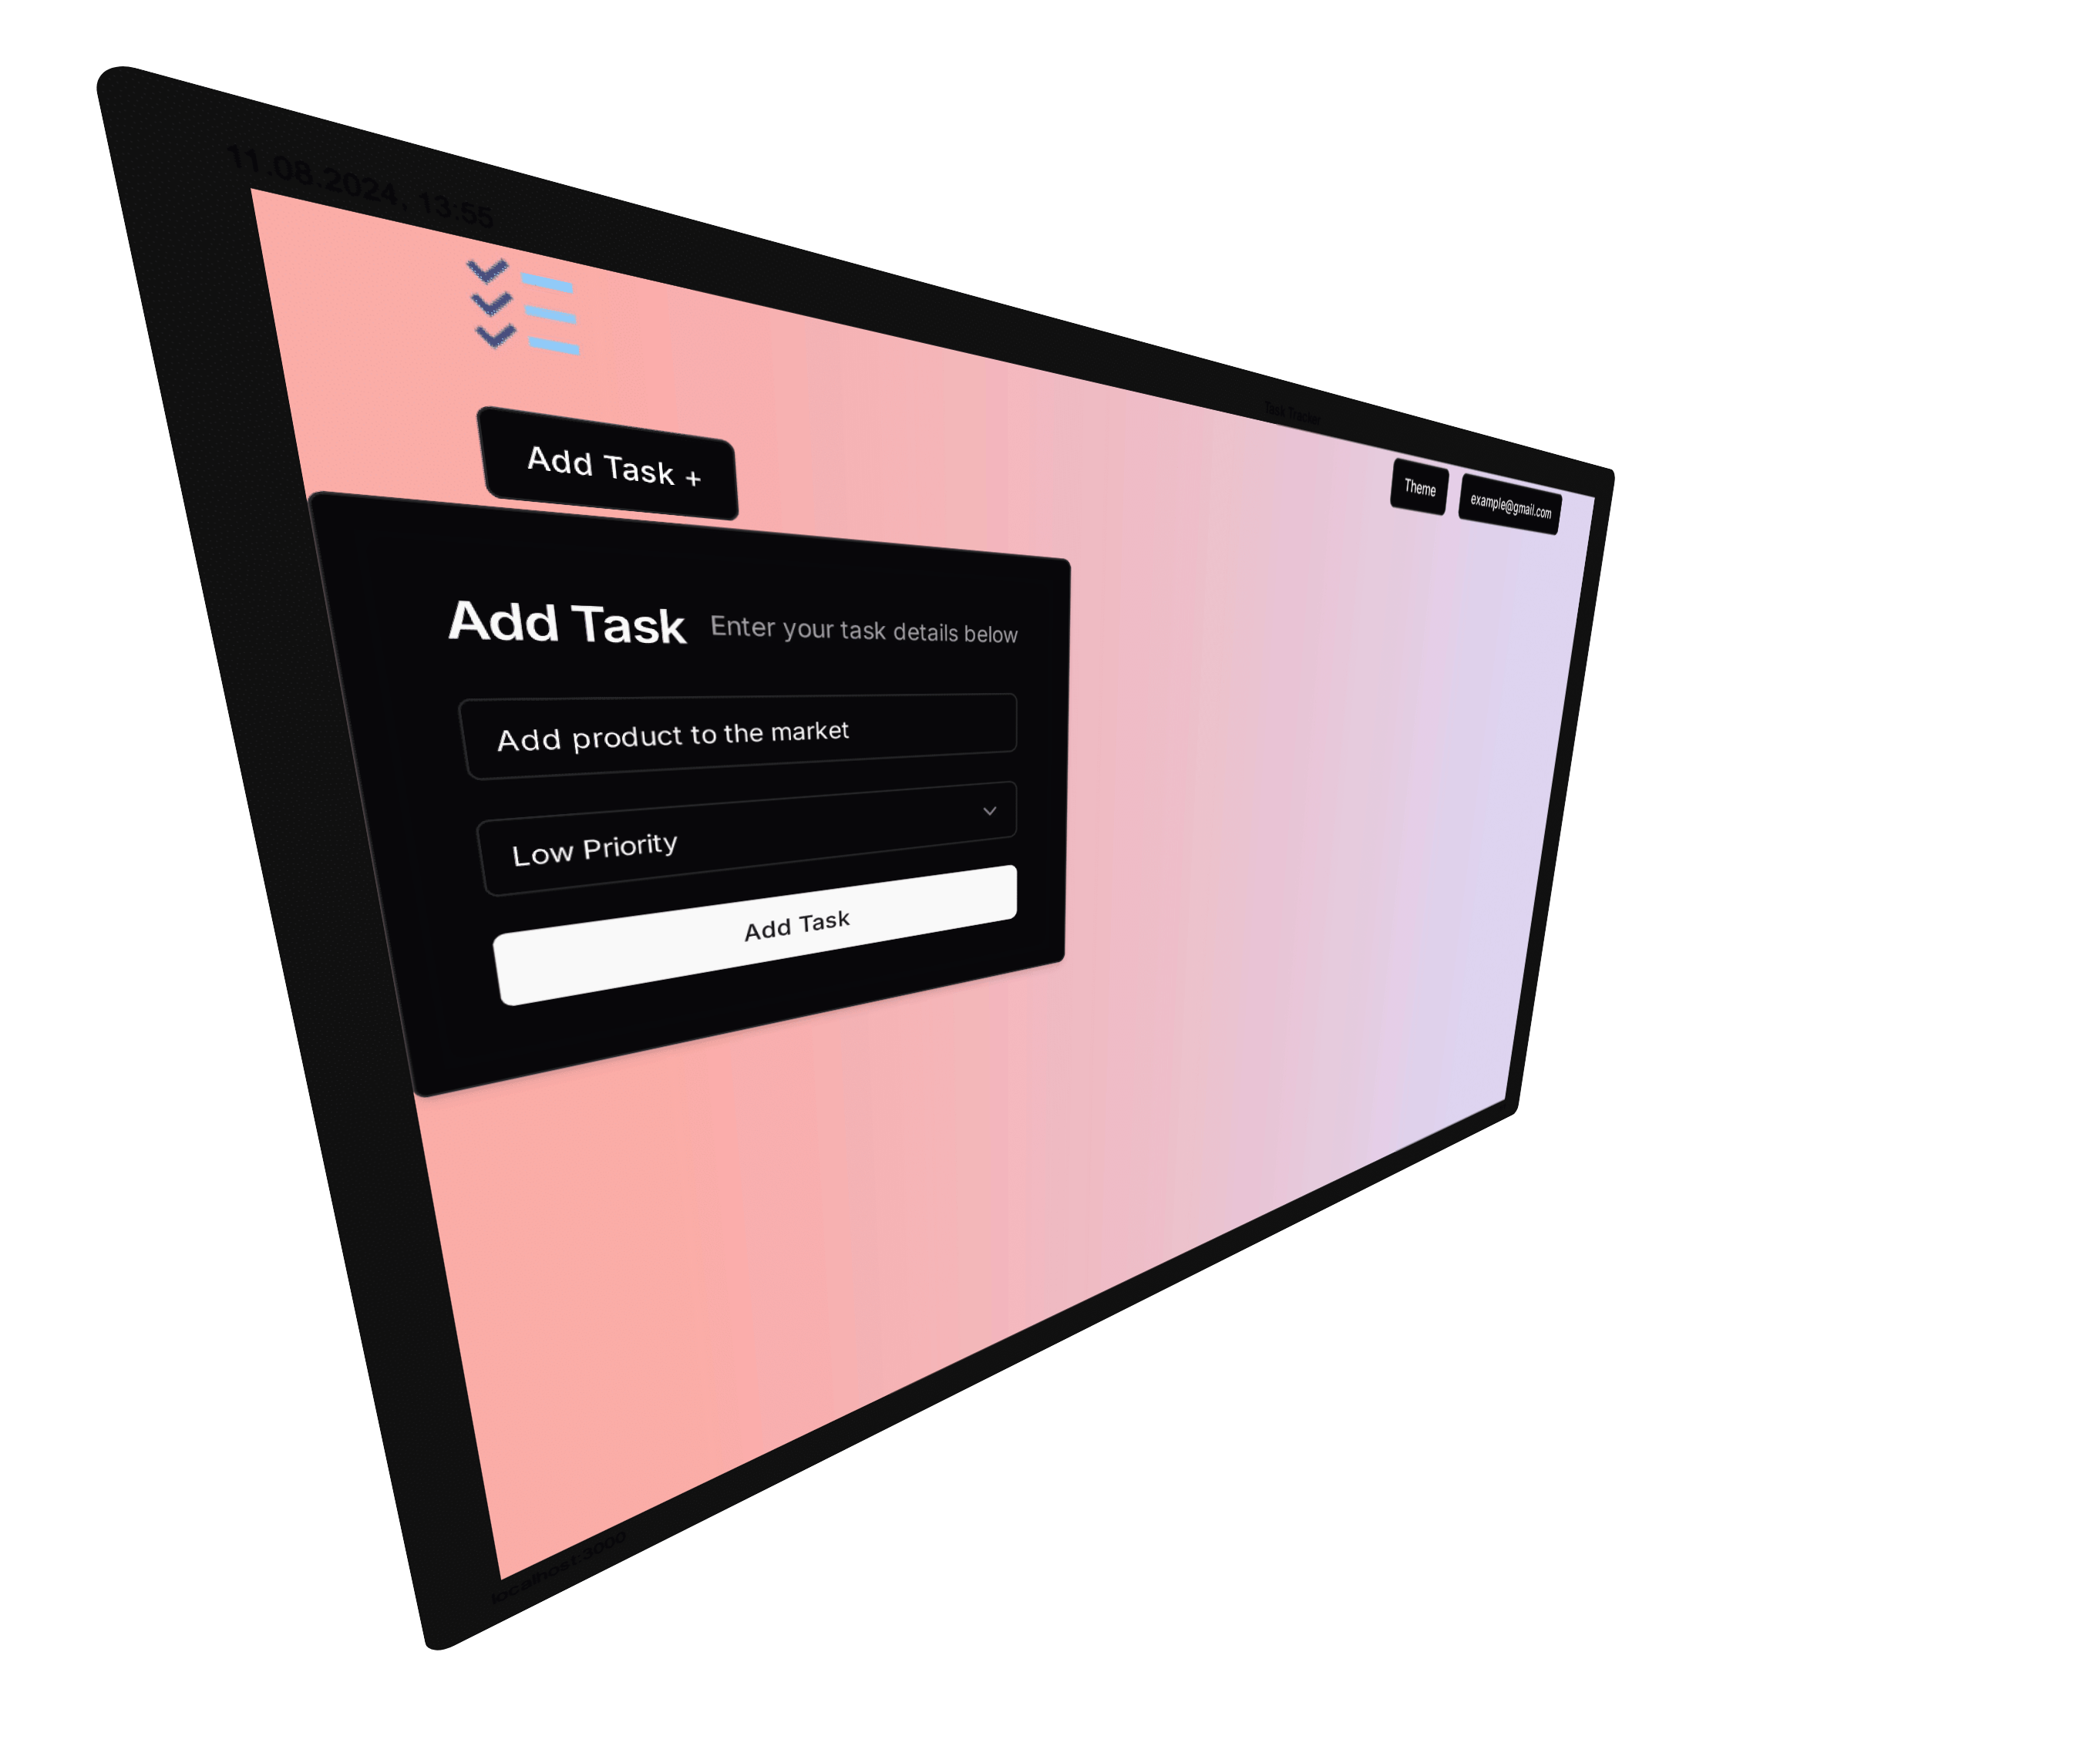 11.08.2024, 13:55
Task Tracker
Theme
example@gmail.com
Add Task +
Add Task Enter your task details below
Add product to the market
Low Priority
Add Task
localhost:3000